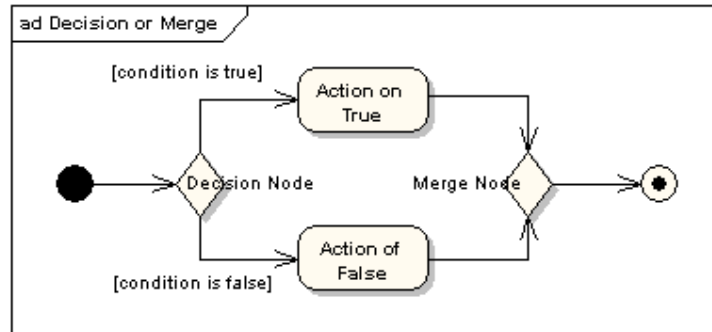 ad Decision or Merge
[condition is true]
Action on
True
Decision Node
Merge Node
Action of
False
[condition is false]